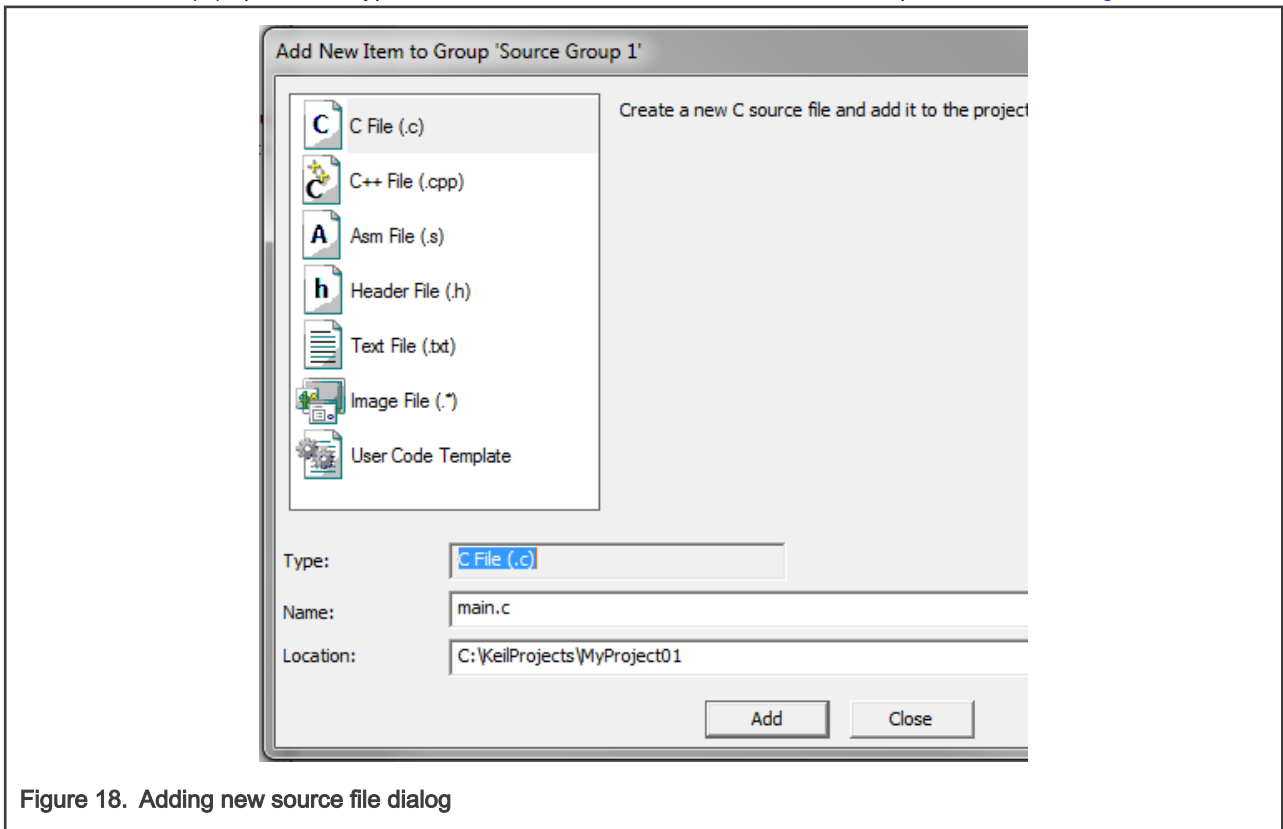 Add New Item to Group 'Source Group 1'
C File (.c)
Create a new C source file and add it to the project
C++ File (.cpp)
Asm File (.s)
Header File (.h)
Text File (.txt)
Image File (.*)
User Code Template
Type: C File (.c)
Name: main.c
Location: C:\KeilProjects\MyProject01
Add Close
Figure 18. Adding new source file dialog